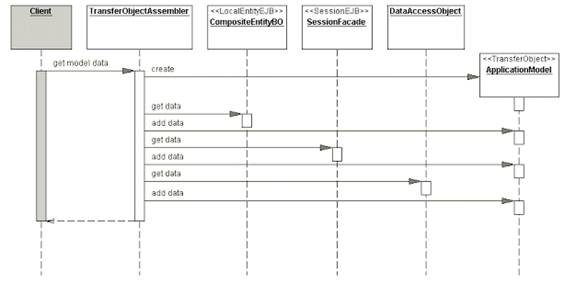 Client
TransferObjectAssembler
<<LocalEntityEJB>>
CompositeEntityBO
<<SessionEJB>>
SessionFacade
DataAccessObject
<<TransferObject>>
ApplicationModel
get model data
create
get data
add data
get data
add data
get data
add data